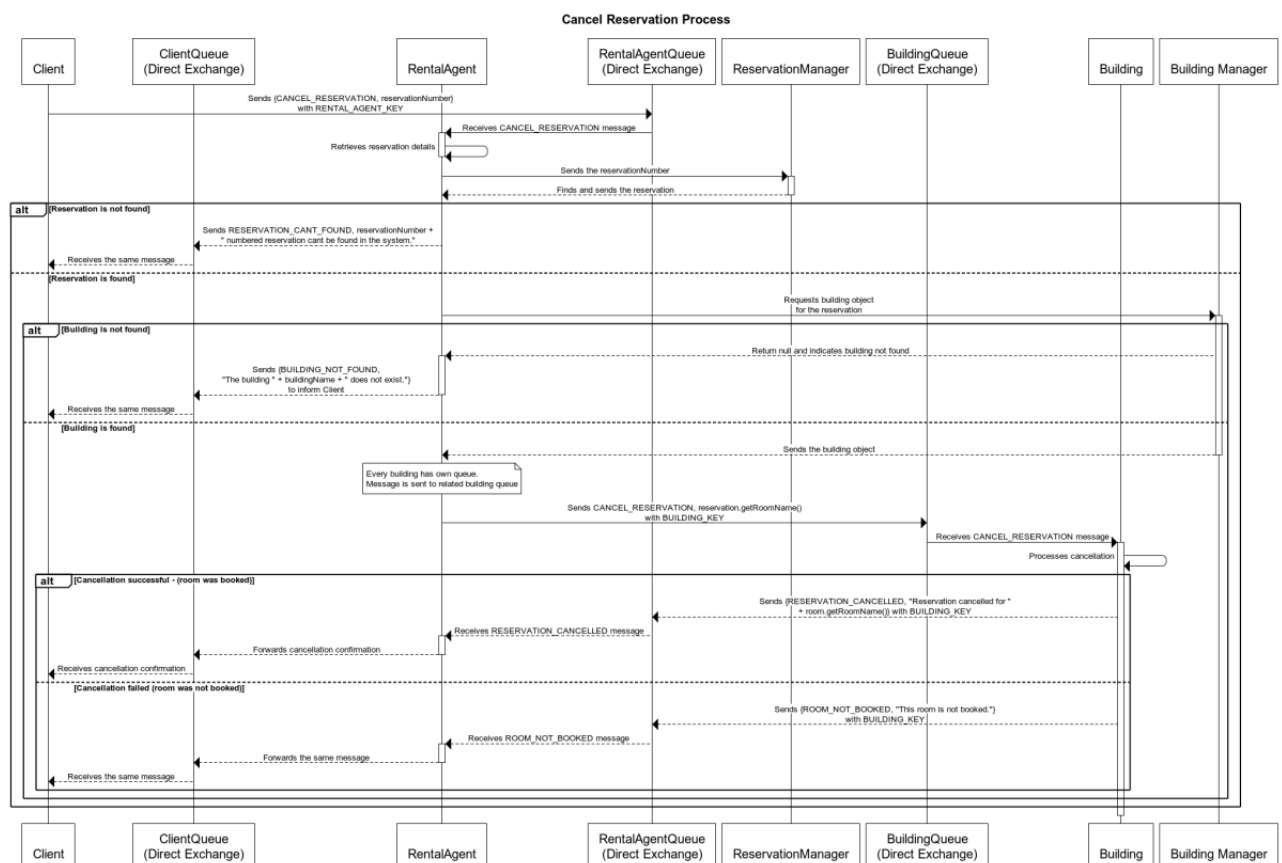 Cancel Reservation Process
Client
ClientQueue
(Direct Exchange)
RentalAgent
RentalAgentQueue
(Direct Exchange)
ReservationManager
BuildingQueue
(Direct Exchange)
Building
Building Manager
Sends {CANCEL_RESERVATION, reservationNumber}
with RENTAL_AGENT_KEY
Receives CANCEL_RESERVATION message
Retrieves reservation details
Sends the reservationNumber
Finds and sends the reservation
alt
[Reservation is not found]
Sends RESERVATION_CANT_FOUND, reservationNumber +
" numbered reservation cant be found in the system."
Receives the same message
[Reservation is found]
Requests building object
for the reservation
alt
[Building is not found]
Return null and indicates building not found
Sends {BUILDING_NOT_FOUND,
"The building " + buildingName + " does not exist."}
to inform Client
Receives the same message
[Building is found]
Sends the building object
Every building has own queue.
Message is sent to related building queue
Sends CANCEL_RESERVATION, reservation.getRoomName()
with BUILDING_KEY
Receives CANCEL_RESERVATION message
Processes cancellation
alt
[Cancellation successful - (room was booked)]
Sends {RESERVATION_CANCELLED, "Reservation cancelled for "
+ room.getRoomName()} with BUILDING_KEY
Receives RESERVATION_CANCELLED message
Forwards cancellation confirmation
Receives cancellation confirmation
[Cancellation failed (room was not booked)]
Sends {ROOM_NOT_BOOKED, "This room is not booked."}
with BUILDING_KEY
Receives ROOM_NOT_BOOKED message
Forwards the same message
Receives the same message
Client
ClientQueue
(Direct Exchange)
RentalAgent
RentalAgentQueue
(Direct Exchange)
ReservationManager
BuildingQueue
(Direct Exchange)
Building
Building Manager